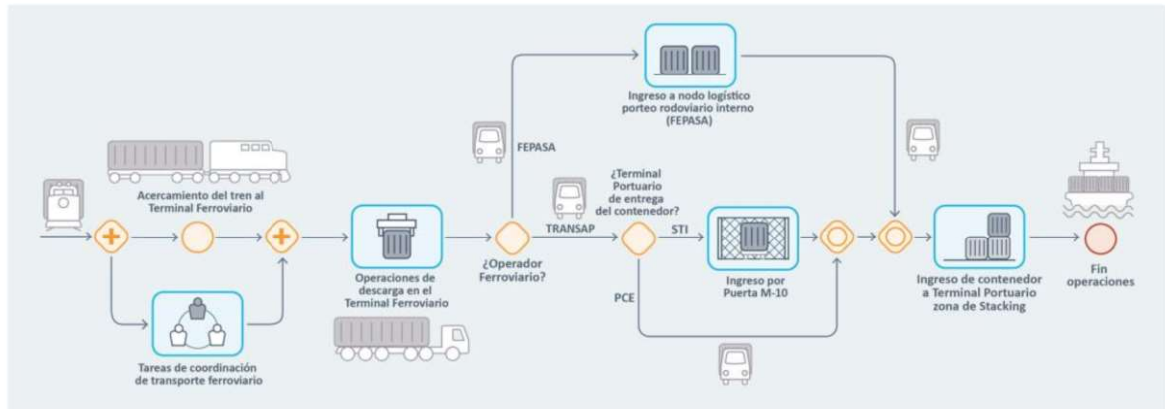 Ingreso a nodo logístico
porteo rodoviario interno
(FEPASA)
FEPASA
Acercamiento del tren al
Terminal Ferroviario
¿Terminal
Portuario
de entrega
del contenedor?
TRANSAP
STI
¿Operador
Ferroviario?
Operaciones de
descarga en el
Terminal Ferroviario
Ingreso por
Puerta M-10
Ingreso de contenedor
a Terminal Portuario
zona de Stacking
Fin
operaciones
PCE
Tareas de coordinación
de transporte ferroviario